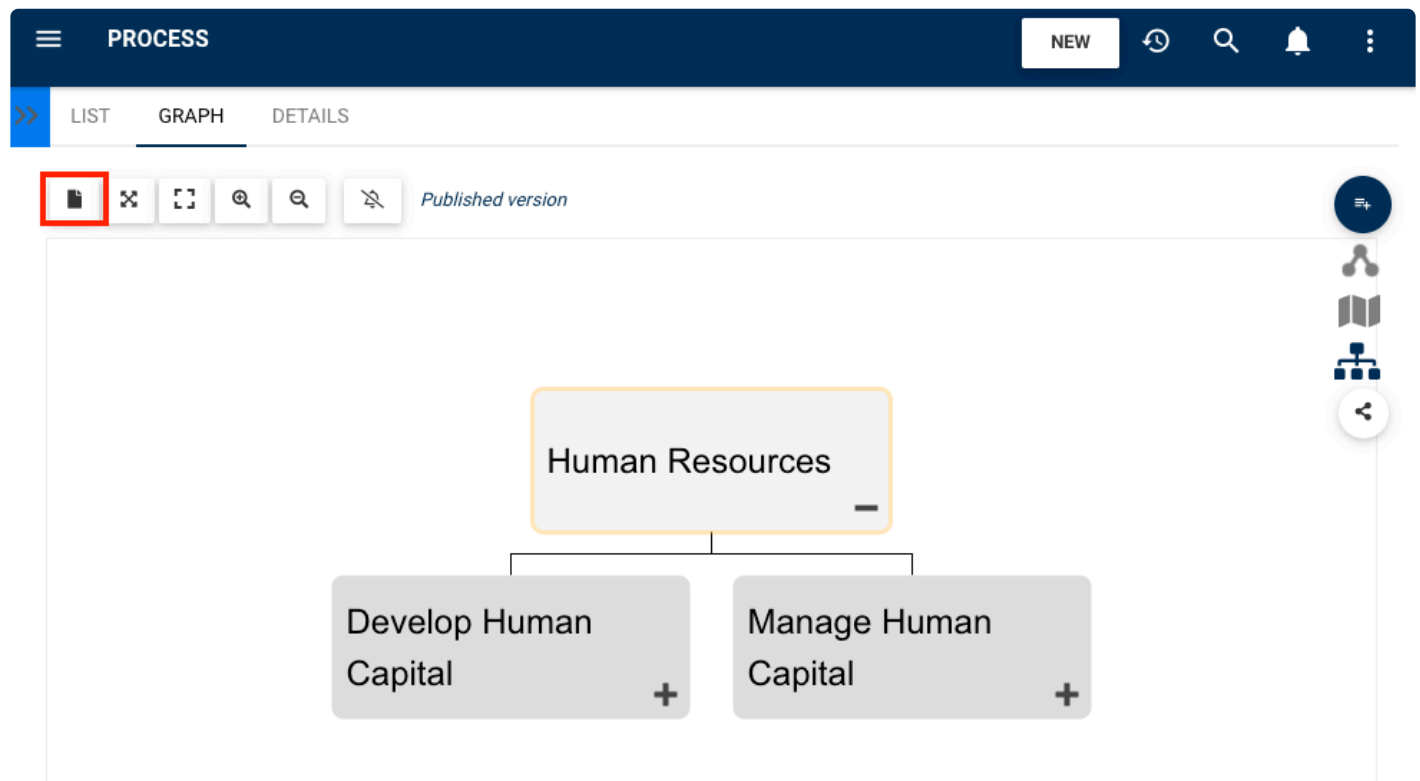 PROCESS
NEW
LIST
GRAPH
DETAILS
Published version
Human Resources
Develop Human
Capital
Manage Human
Capital